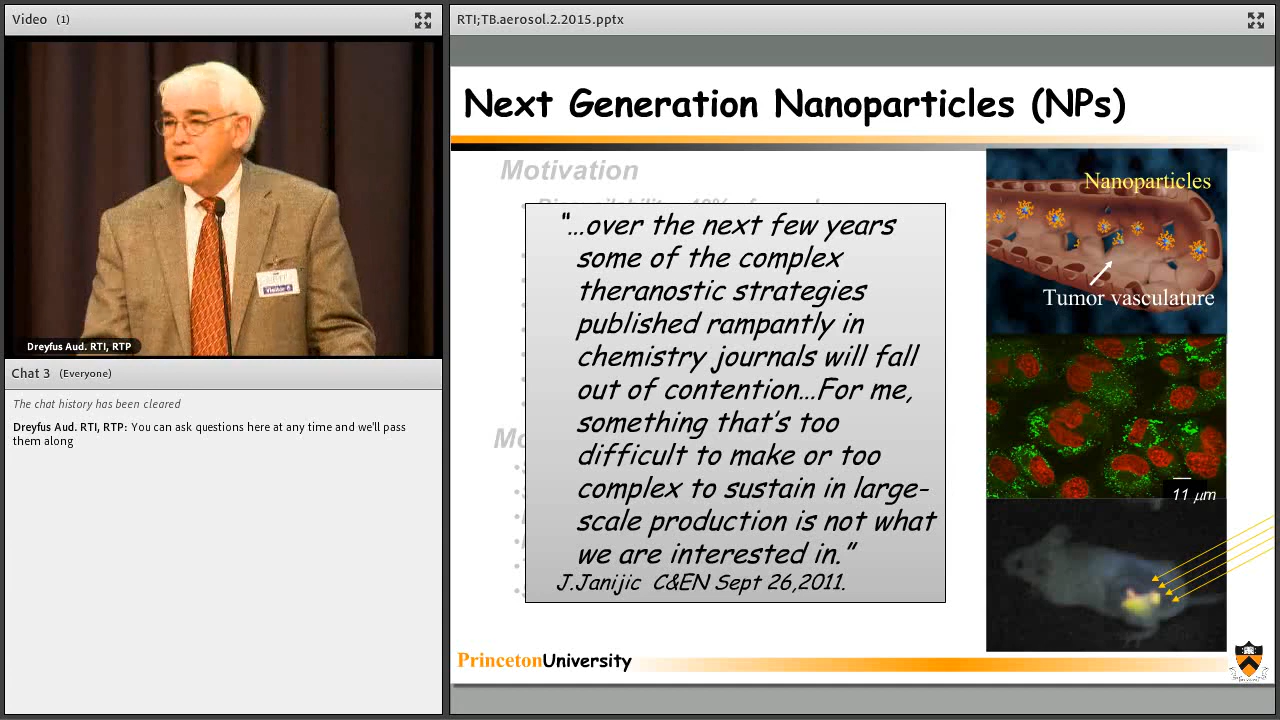 Video (1)
Dreyfus Aud. RTI, RTP
Chat 3 (Everyone)
The chat history has been cleared
Dreyfus Aud. RTI, RTP: You can ask questions here at any time and we'll pass
them along
RTI;TB.aerosol.2.2015.pptx
Next Generation Nanoparticles (NPs)
Motivation
"...over the next few years
some of the complex
theranostic strategies
published rampantly in
chemistry journals will fall
out of contention...For me,
something that's too
difficult to make or too
complex to sustain in large-
scale production is not what
we are interested in."
J.Janijic C&EN Sept 26,2011.
Nanoparticles
Tumor vasculature
11 μm
PrincetonUniversity